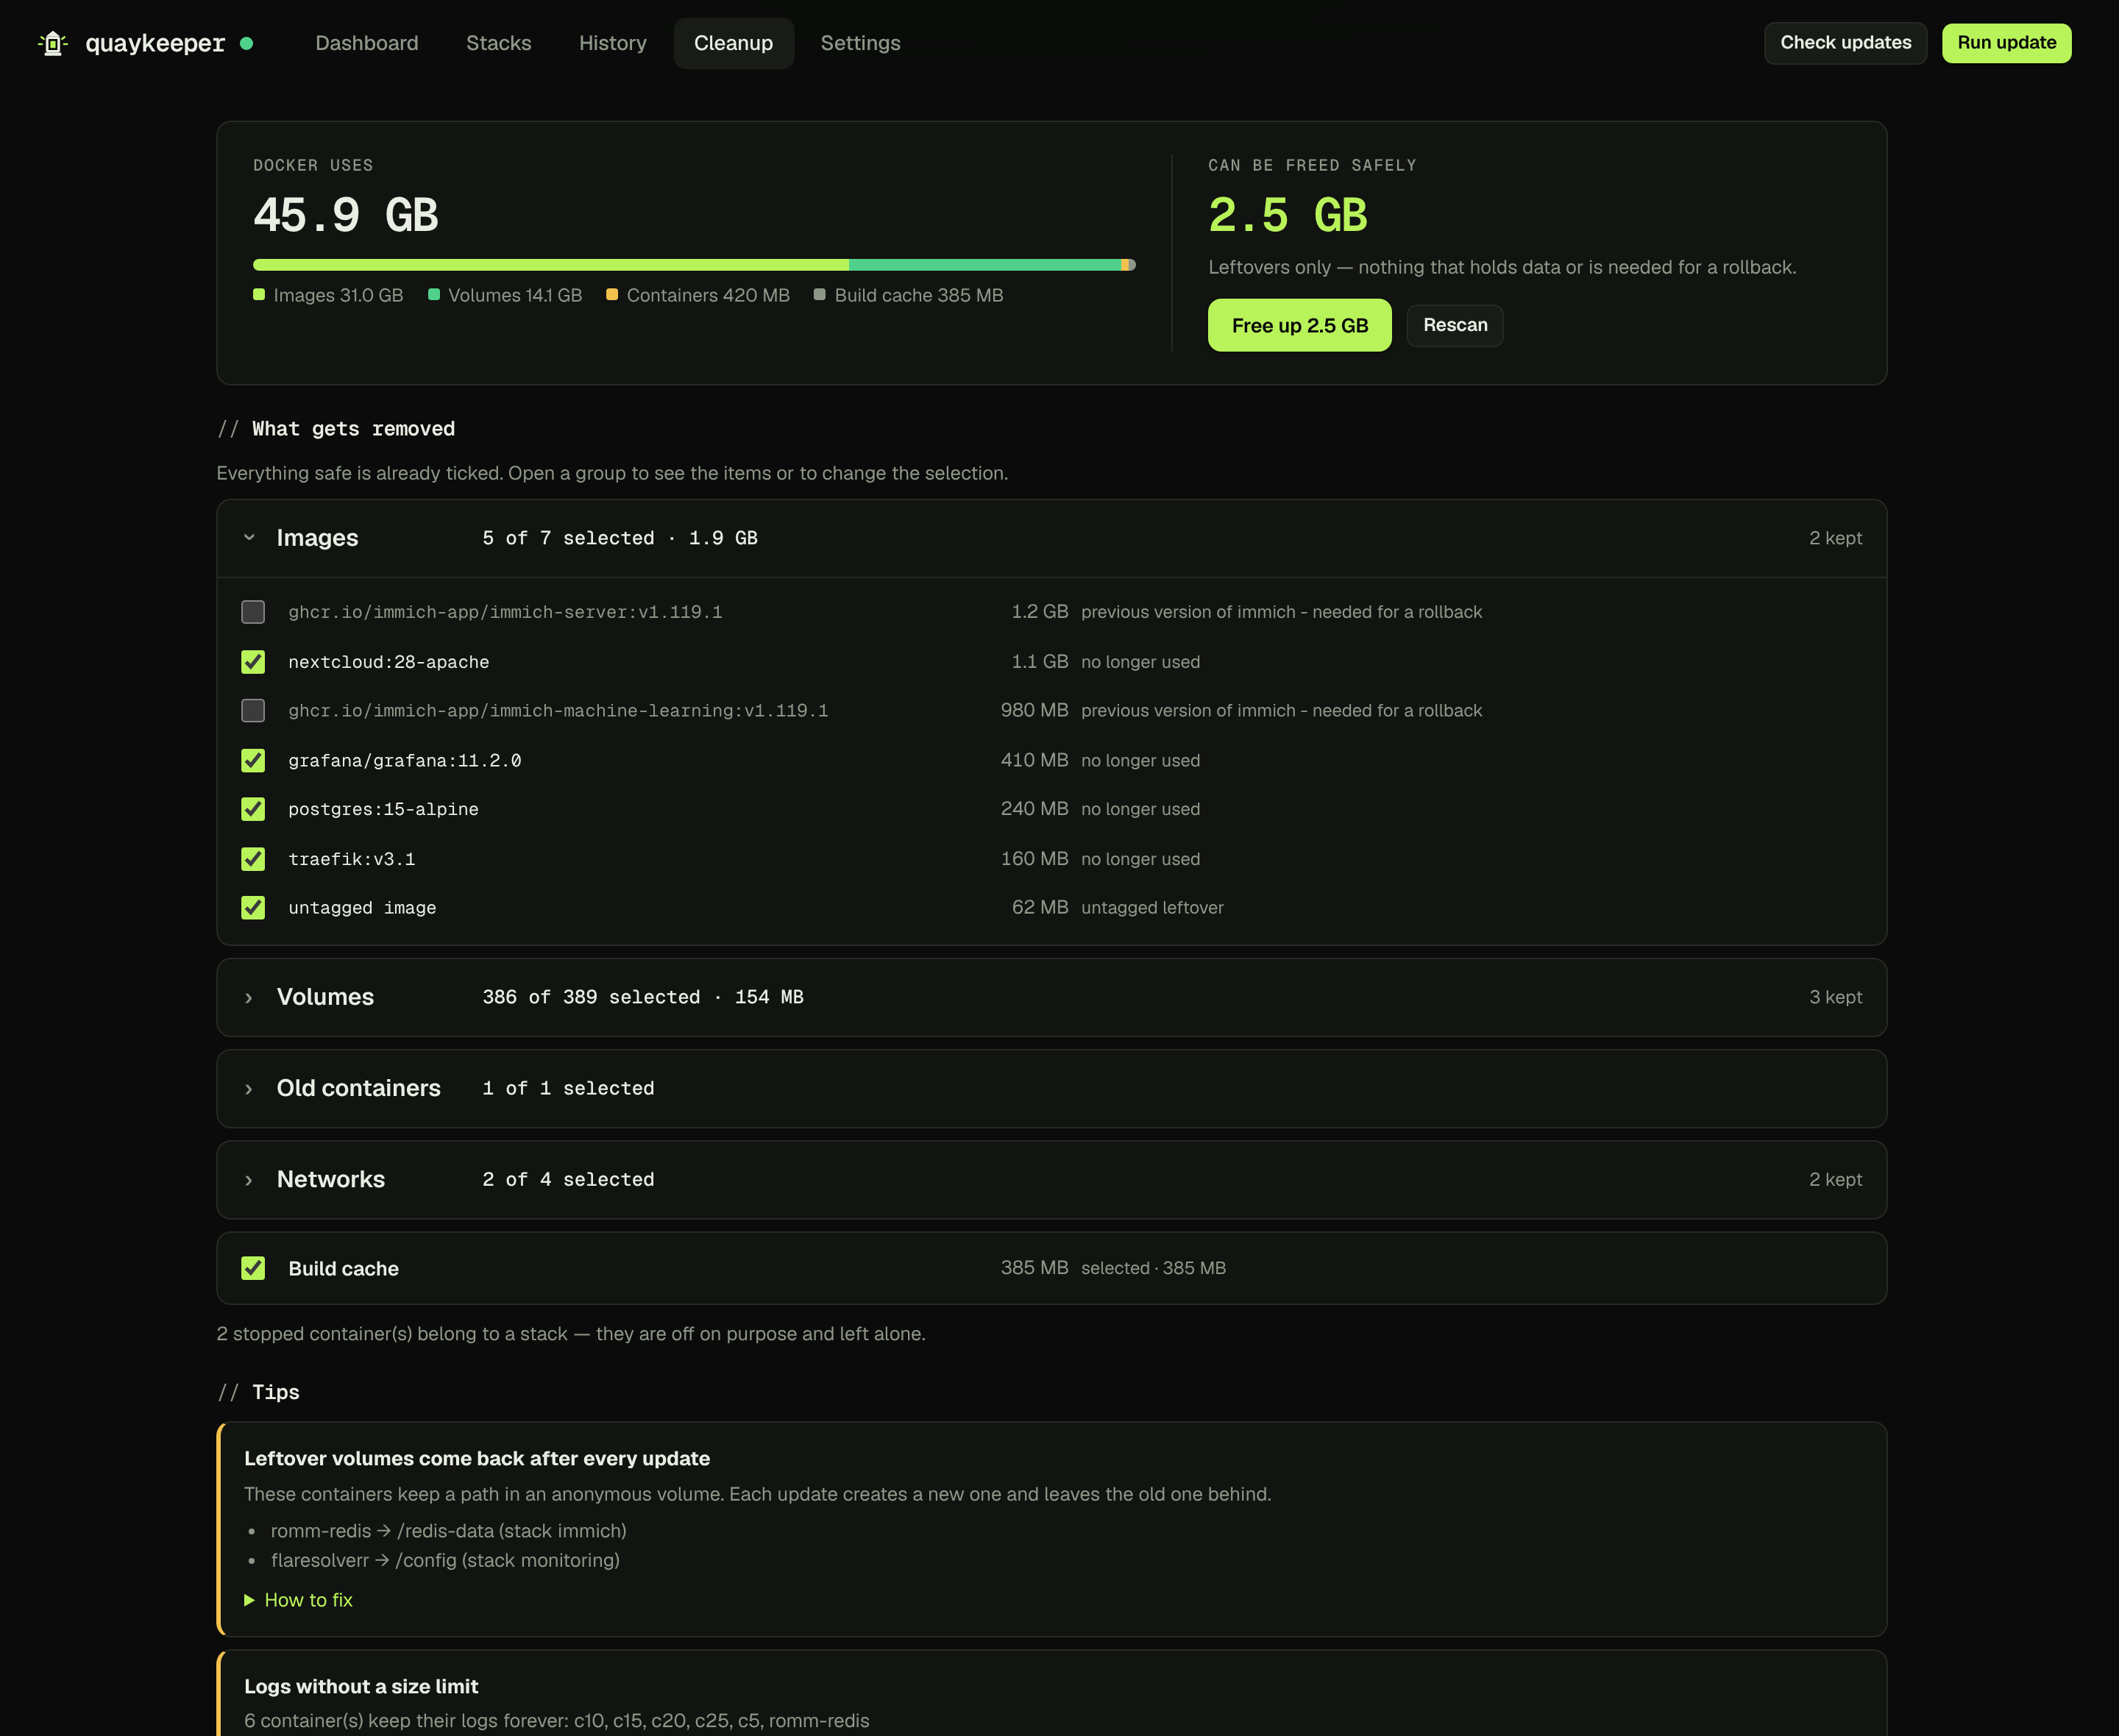 quaykeeper
Dashboard
Stacks
History
Cleanup
Settings
Check updates
Run update
DOCKER USES
45.9 GB
Images 31.0 GB
Volumes 14.1 GB
Containers 420 MB
Build cache 385 MB
CAN BE FREED SAFELY
2.5 GB
Leftovers only — nothing that holds data or is needed for a rollback.
Free up 2.5 GB
Rescan
// What gets removed
Everything safe is already ticked. Open a group to see the items or to change the selection.
Images 5 of 7 selected · 1.9 GB 2 kept
ghcr.io/immich-app/immich-server:v1.119.1 1.2 GB previous version of immich - needed for a rollback
nextcloud:28-apache 1.1 GB no longer used
ghcr.io/immich-app/immich-machine-learning:v1.119.1 980 MB previous version of immich - needed for a rollback
grafana/grafana:11.2.0 410 MB no longer used
postgres:15-alpine 240 MB no longer used
traefik:v3.1 160 MB no longer used
untagged image 62 MB untagged leftover
Volumes 386 of 389 selected · 154 MB 3 kept
Old containers 1 of 1 selected
Networks 2 of 4 selected 2 kept
Build cache 385 MB selected · 385 MB
2 stopped container(s) belong to a stack — they are off on purpose and left alone.
// Tips
Leftover volumes come back after every update
These containers keep a path in an anonymous volume. Each update creates a new one and leaves the old one behind.
• romm-redis → /redis-data (stack immich)
• flaresolverr → /config (stack monitoring)
How to fix
Logs without a size limit
6 container(s) keep their logs forever: c10, c15, c20, c25, c5, romm-redis